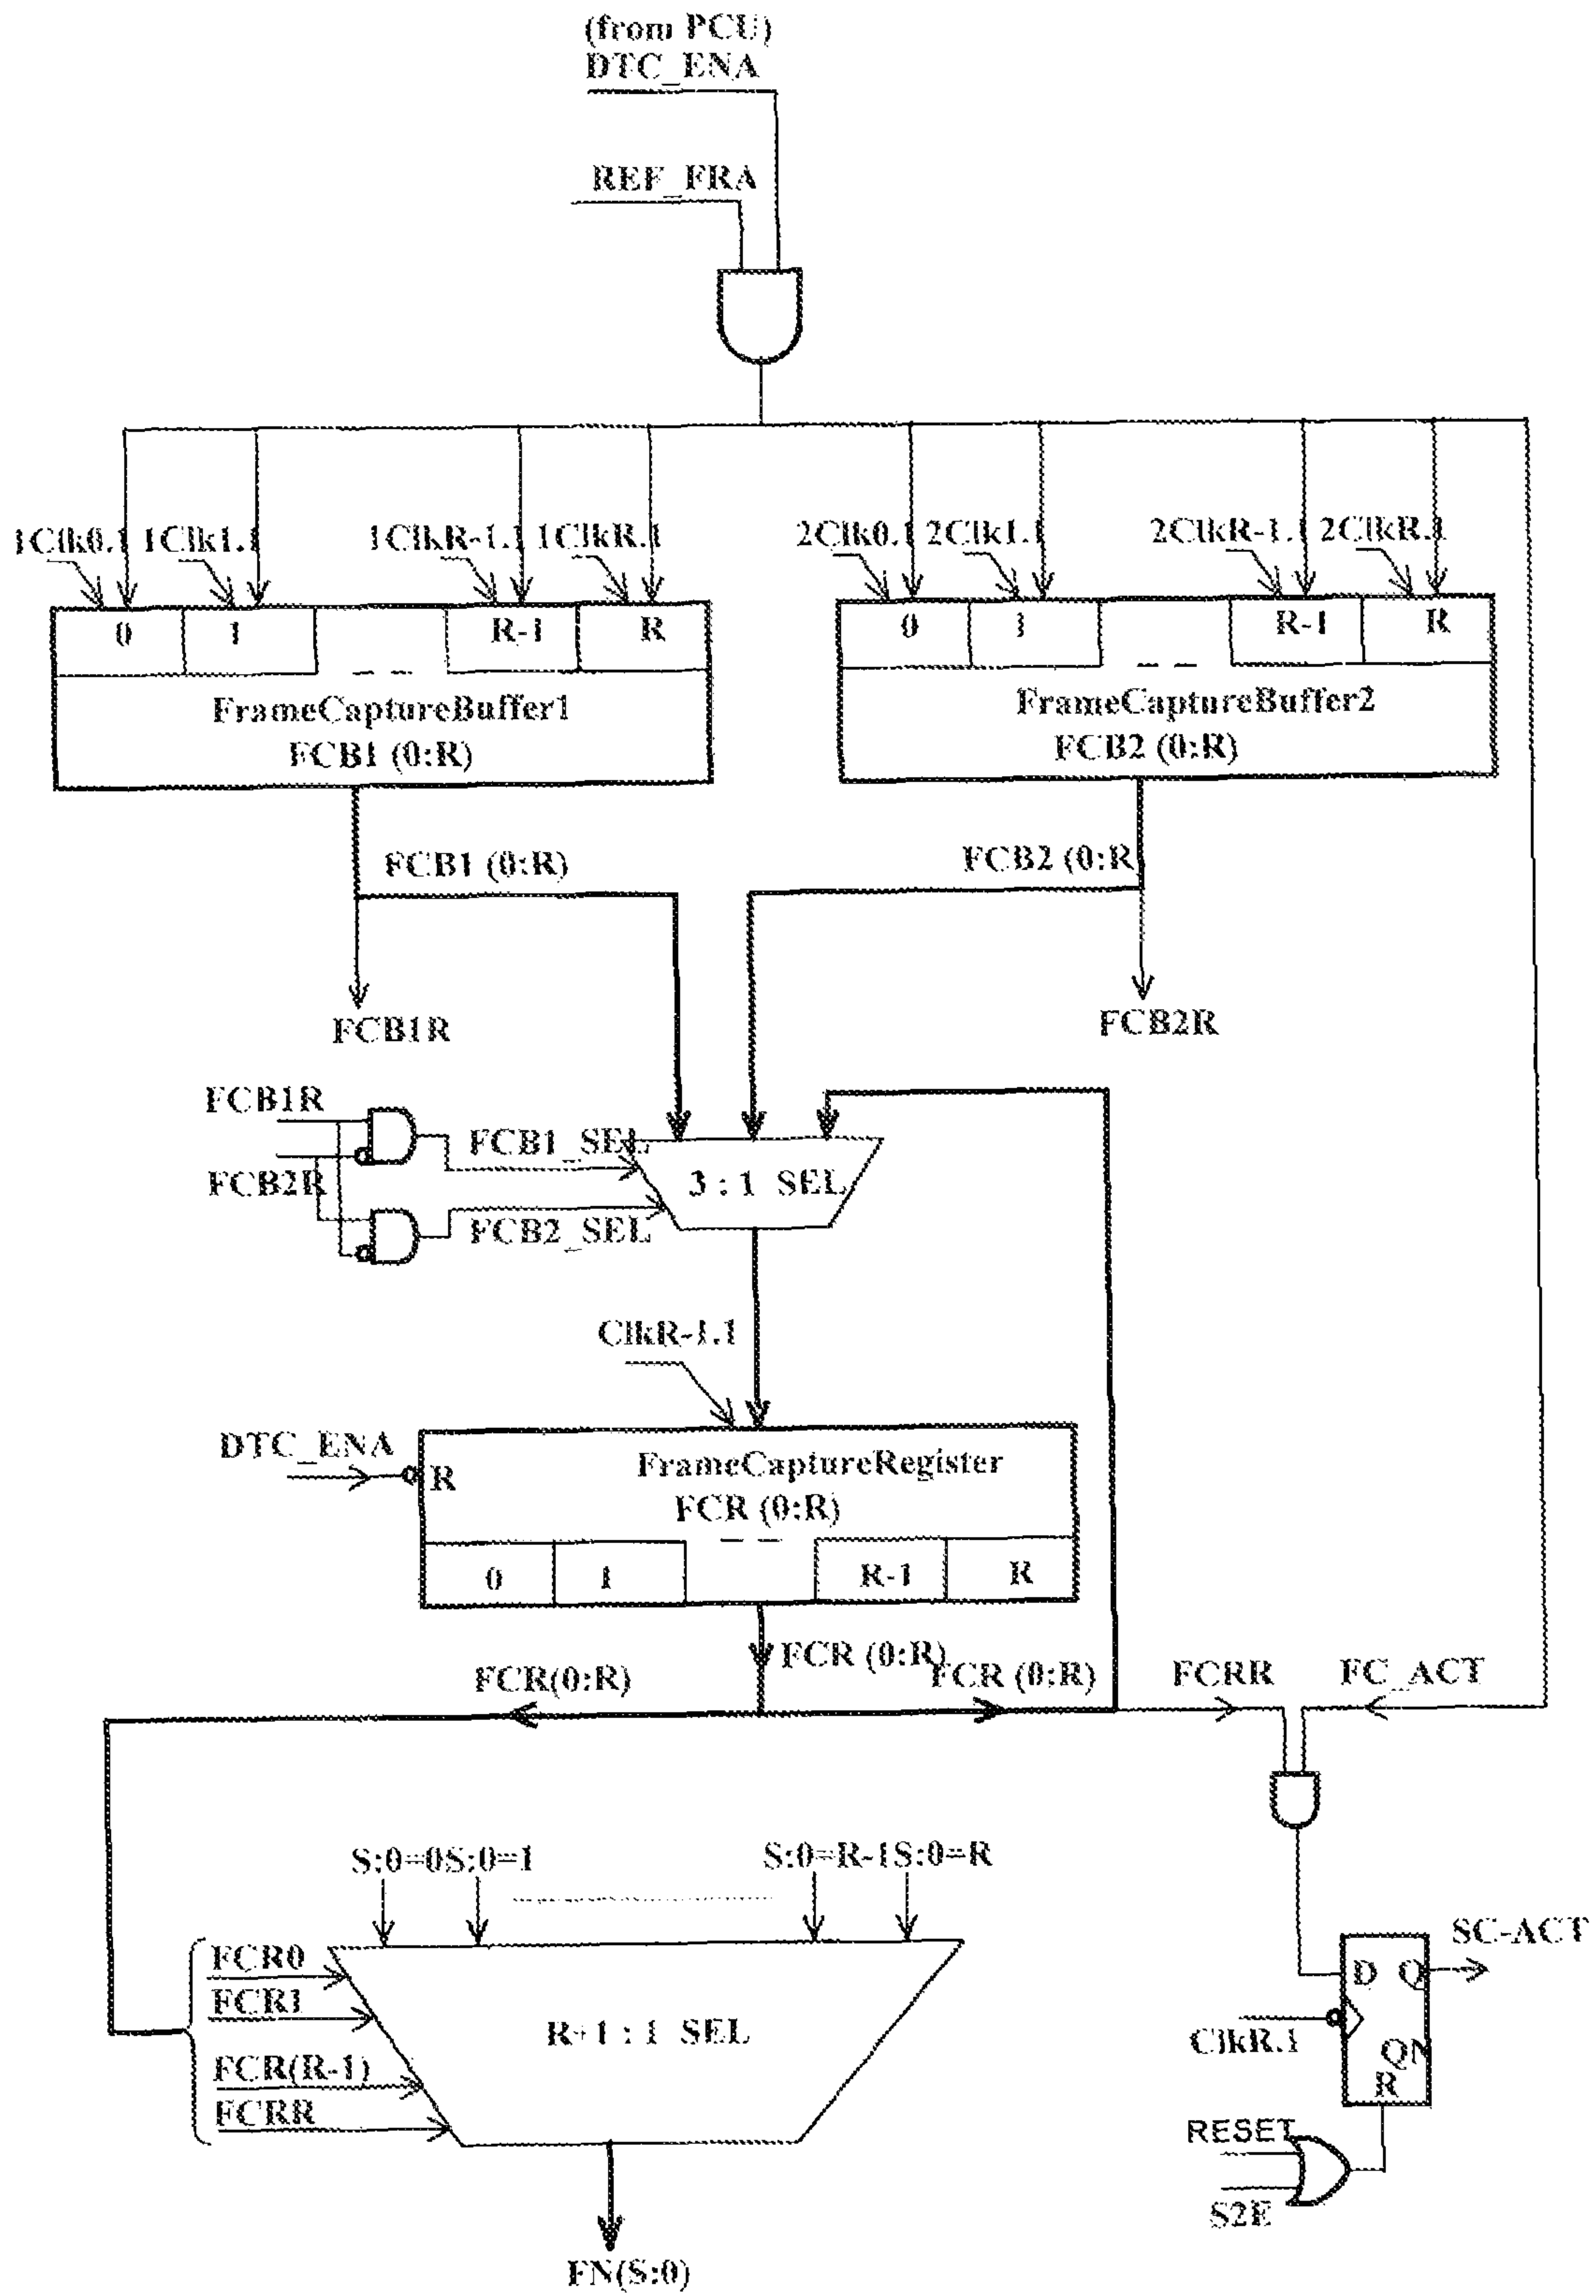 (from PCU)
DTC_ENA
REF_FRA
1Clk0.1 1Clk1.1 1ClkR-1.1 1ClkR.1 2Clk0.1 2Clk1.1 2ClkR-1.1 2ClkR.1
0 1 R-1 R 0 1 R-1 R
FrameCaptureBuffer1 FrameCaptureBuffer2
FCB1 (0:R) FCB2 (0:R)
FCB1 (0:R) FCB2 (0:R)
FCB1R FCB2R
FCB1R
FCB1_SEL
FCB2R
3 : 1 SEL
FCB2_SEL
ClkR-1.1
DTC_ENA
R
FrameCaptureRegister
FCR (0:R)
0 1 R-1 R
FCR (0:R)
FCR(0:R) FCR (0:R) FCRR FC_ACT
S:0=0 S:0=1 S:0=R-1 S:0=R
FCR0
FCR1
R+1 : 1 SEL
FCR(R-1)
FCRR
FN(S:0)
SC-ACT
D Q
ClkR.1
QN
R
RESET
S2E